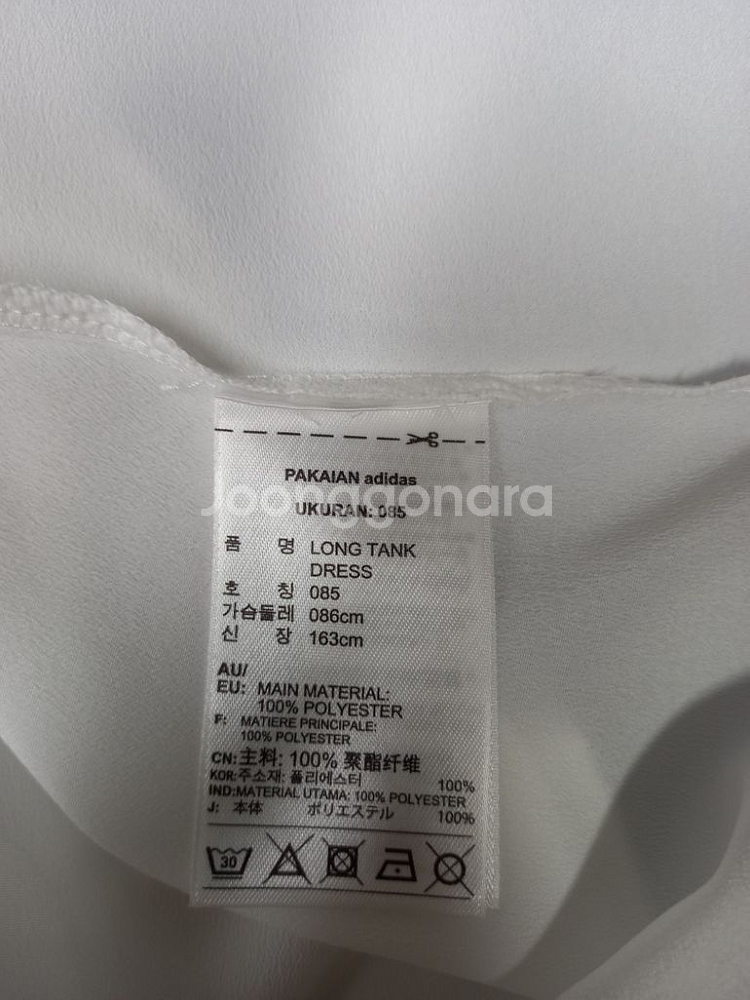 PAKAIAN adidas
Joonggonara
UKURAN: 085
품 명 LONG TANK
DRESS
호 칭 085
가슴둘레 086cm
신 장 163cm
AU/
EU: MAIN MATERIAL:
100% POLYESTER
F: MATIERE PRINCIPALE:
100% POLYESTER
CN:主料: 100% 聚酯纤维
KOR:주소재: 폴리에스터 100%
IND:MATERIAL UTAMA: 100% POLYESTER
J: 本体 ポリエステル 100%
30